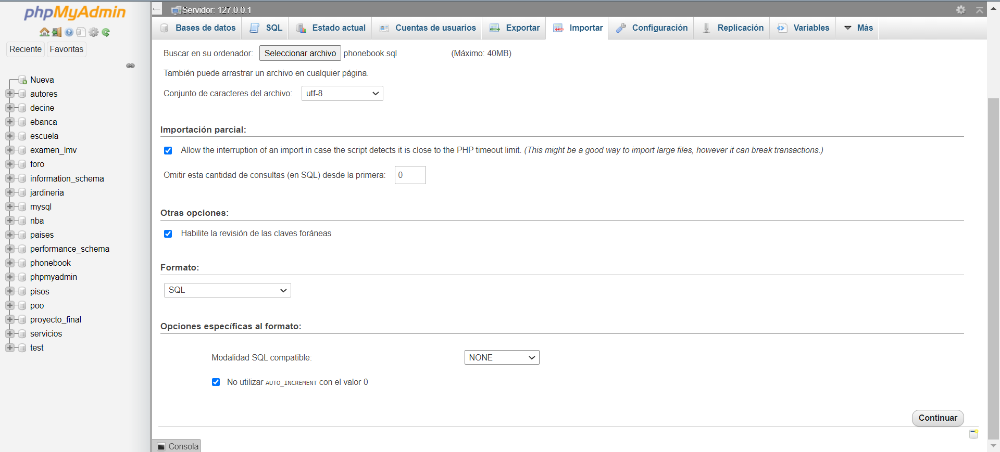 phpMyAdmin
Reciente Favoritas
Nueva
autores
decine
ebanca
escuela
examen_lmv
foro
information_schema
jardineria
mysql
nba
paises
performance_schema
phonebook
phpmyadmin
pisos
poo
proyecto_final
servicios
test
Servidor: 127.0.0.1
Bases de datos SQL Estado actual Cuentas de usuarios Exportar Importar Configuración Replicación Variables Más
Buscar en su ordenador: Seleccionar archivo phonebook.sql (Máximo: 40MB)
También puede arrastrar un archivo en cualquier página.
Conjunto de caracteres del archivo: utf-8
Importación parcial:
Allow the interruption of an import in case the script detects it is close to the PHP timeout limit. (This might be a good way to import large files, however it can break transactions.)
Omitir esta cantidad de consultas (en SQL) desde la primera: 0
Otras opciones:
Habilite la revisión de las claves foráneas
Formato:
SQL
Opciones específicas al formato:
Modalidad SQL compatible: NONE
No utilizar AUTO_INCREMENT con el valor 0
Continuar
Consola